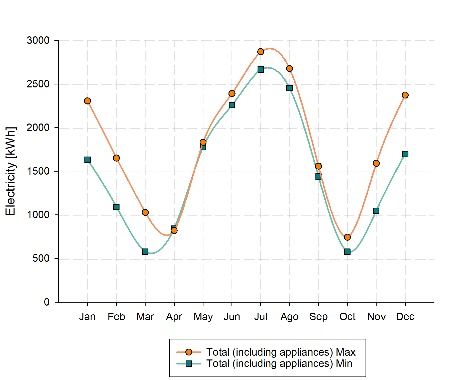 3000
2500
2000
1500
1000
500
0
Electricity [kWh]
Jan Feb Mar Apr May Jun Jul Ago Sep Oct Nov Dec
Total (including appliances) Max
Total (including appliances) Min